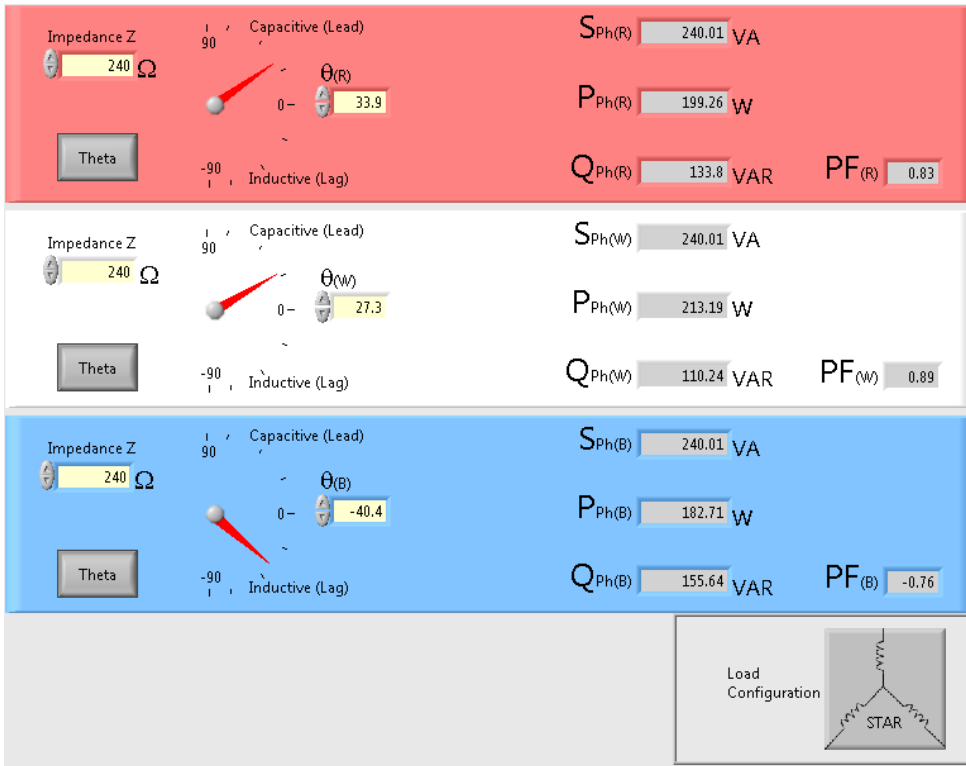 Impedance Z
240 Ω
Theta
Capacitive (Lead)
90
0
-90
Inductive (Lag)
θ(R)
33.9
SPh(R) 240.01 VA
PPh(R) 199.26 W
QPh(R) 133.8 VAR
PF(R) 0.83
Impedance Z
240 Ω
Theta
Capacitive (Lead)
90
0
-90
Inductive (Lag)
θ(W)
27.3
SPh(W) 240.01 VA
PPh(W) 213.19 W
QPh(W) 110.24 VAR
PF(W) 0.89
Impedance Z
240 Ω
Theta
Capacitive (Lead)
90
0
-90
Inductive (Lag)
θ(B)
-40.4
SPh(B) 240.01 VA
PPh(B) 182.71 W
QPh(B) 155.64 VAR
PF(B) -0.76
Load
Configuration
STAR